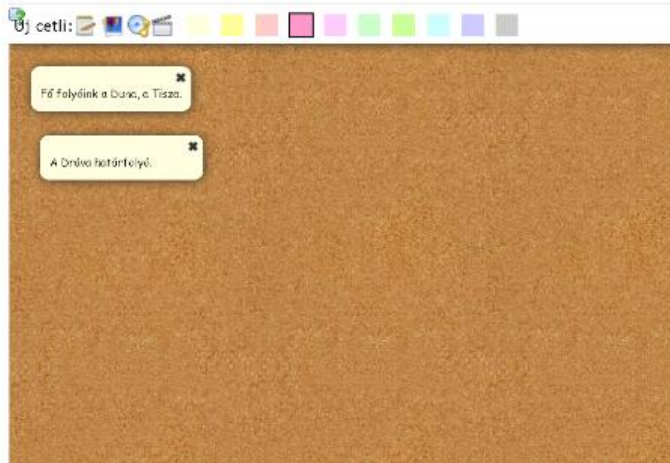 Új cetli:
Fő folyóink a Duna, a Tisza.
A Dráva határfolyó.